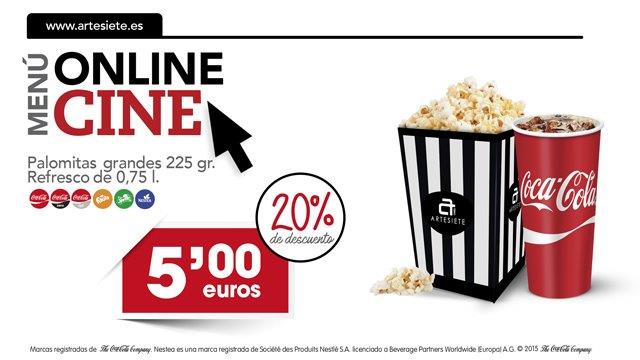 www.artesiete.es
MENÚ
ONLINE
CINE
Palomitas grandes 225 gr.
Refresco de 0,75 l.
20%
de descuento
5'00
euros
ARTESIETE
Coca-Cola
Marcas registradas de The Coca-Cola Company. Nestea es una marca registrada de Société des Produits Nestlé S.A. licenciado a Beverage Partners Worldwide (Europa) A.G. © 2015 The Coca-Cola Company.